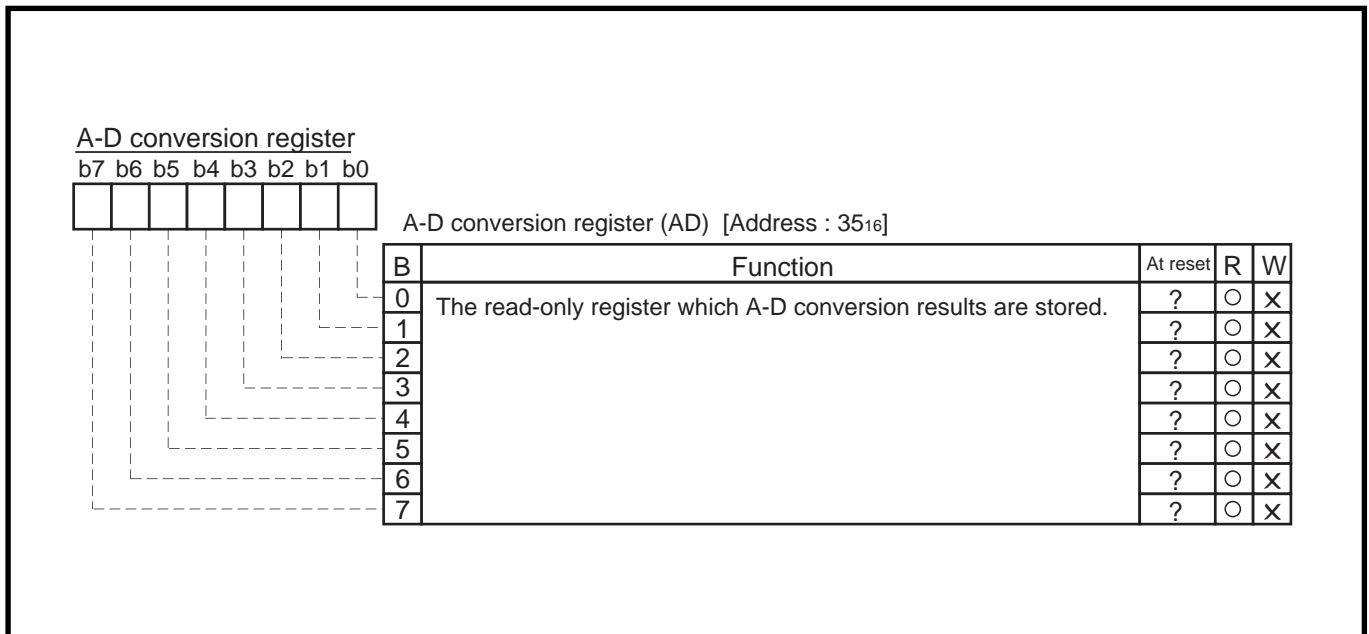 A-D conversion register
b7 b6 b5 b4 b3 b2 b1 b0
A-D conversion register (AD) [Address : 35₁₆]
B Function At reset R W
0 The read-only register which A-D conversion results are stored. ? ○ ×
1 ? ○ ×
2 ? ○ ×
3 ? ○ ×
4 ? ○ ×
5 ? ○ ×
6 ? ○ ×
7 ? ○ ×